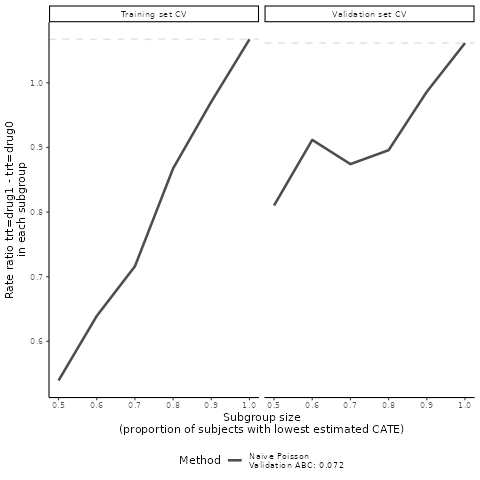 Training set CV
Validation set CV
Rate ratio trt=drug1 - trt=drug0
in each subgroup
1.0
0.9
0.8
0.7
0.6
0.5 0.6 0.7 0.8 0.9 1.0
0.5 0.6 0.7 0.8 0.9 1.0
Subgroup size
(proportion of subjects with lowest estimated CATE)
Method
Naive Poisson
Validation ABC: 0.072